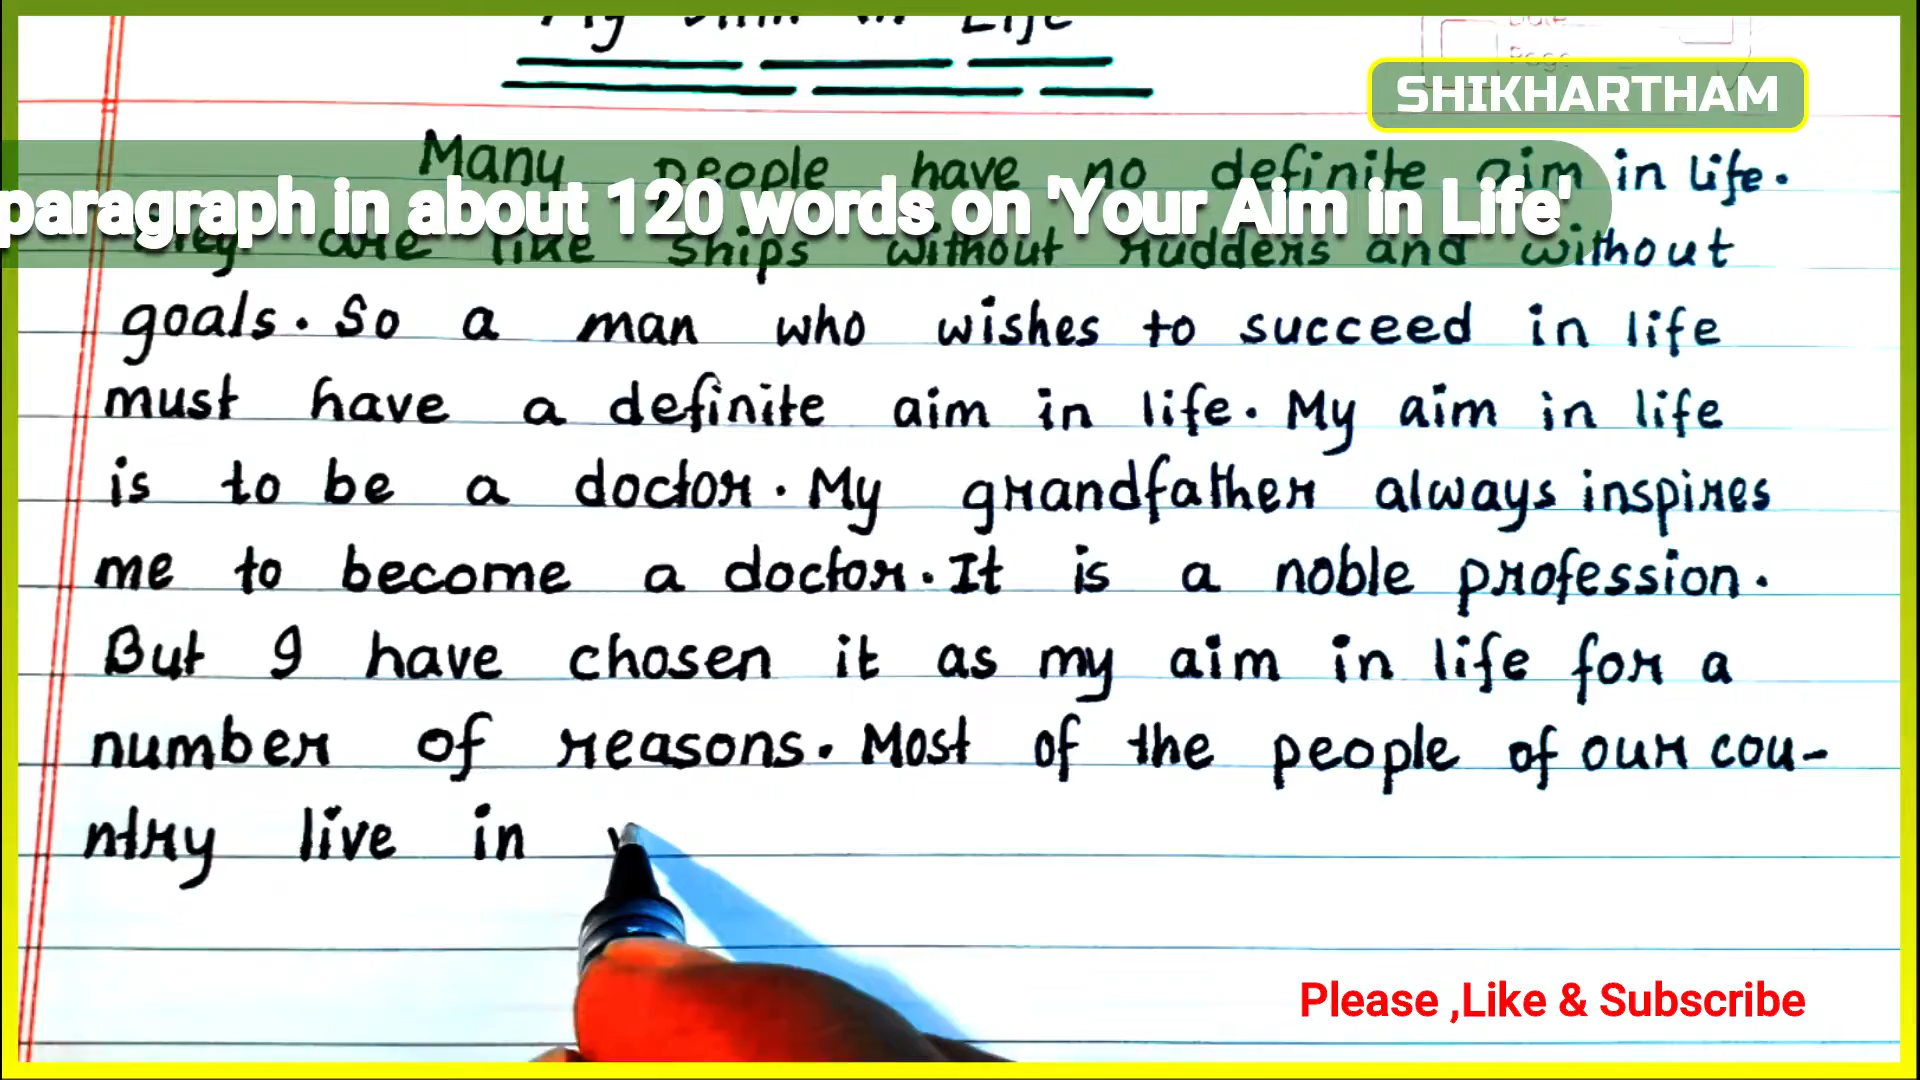 My Aim in Life
Date
Page
SHIKHARTHAM
Many people have no definite aim in life.
paragraph in about 120 words on 'Your Aim in Life'
They are like ships without rudders and without
goals. So a man who wishes to succeed in life
must have a definite aim in life. My aim in life
is to be a doctor. My grandfather always inspires
me to become a doctor. It is a noble profession.
But I have chosen it as my aim in life for a
number of reasons. Most of the people of our cou-
ntry live in
Please ,Like & Subscribe